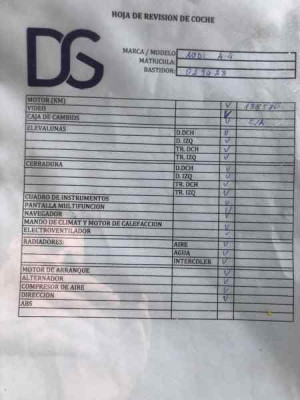 HOJA DE REVISION DE COCHE
DS
MARCA / MODELO AUDI A-4
MATRICULA:
BASTIDOR:
MOTOR (KM) V
VIDEO V
CAJA DE CAMBIOS V
ELEVALUNAS D.DCH V
D. IZQ V
TR. DCH V
TR. IZQ V
CERRADURA D.DCH V
D. IZQ V
TR. DCH V
TR. IZQ V
CUADRO DE INSTRUMENTOS V
PANTALLA MULTIFUNCION V
NAVEGADOR V
MANDO DE CLIMAT Y MOTOR DE CALEFACCION V
ELECTROVENTILADOR V
RADIADORES: AIRE V
AGUA V
INTERCOLER V
MOTOR DE ARRANQUE V
ALTERNADOR V
COMPRESOR DE AIRE V
DIRECCION V
ABS